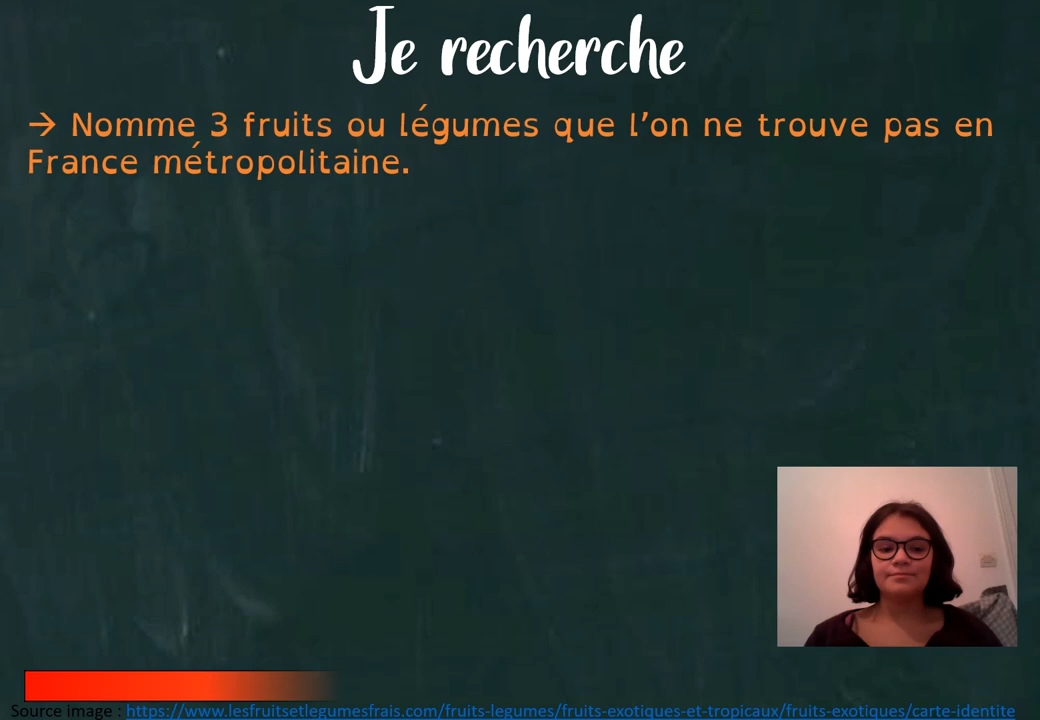 Je recherche
→ Nomme 3 fruits ou légumes que l’on ne trouve pas en
France métropolitaine.
Source image : https://www.lesfruitsetlegumesfrais.com/fruits-legumes/fruits-exotiques-et-tropicaux/fruits-exotiques/carte-identite